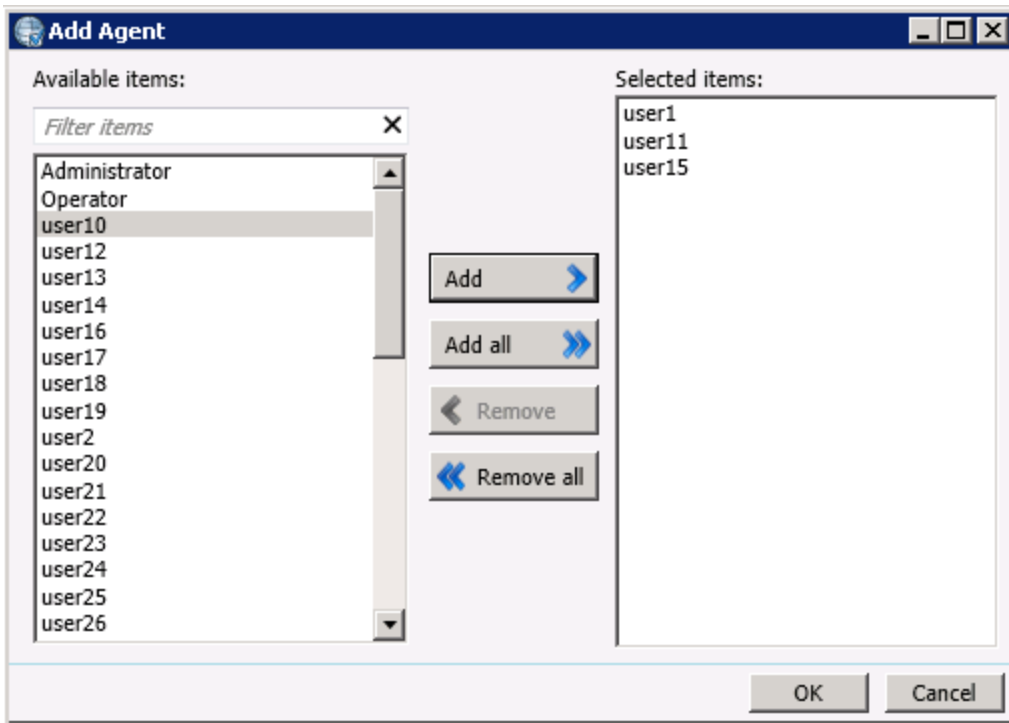 Add Agent
Available items:
Filter items
Administrator
Operator
user10
user12
user13
user14
user16
user17
user18
user19
user2
user20
user21
user22
user23
user24
user25
user26
Add
Add all
Remove
Remove all
Selected items:
user1
user11
user15
OK
Cancel